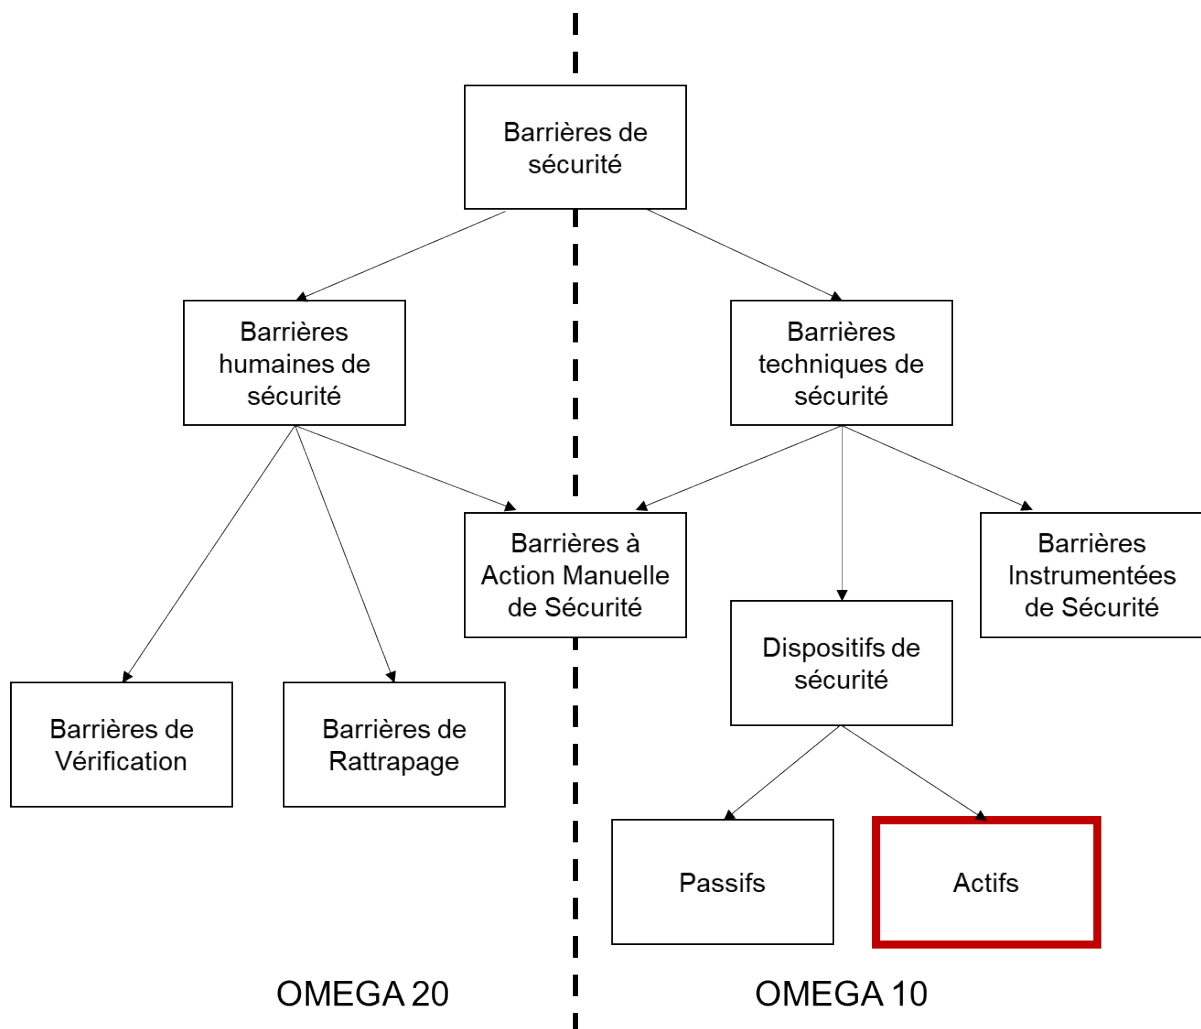 Barrières de
sécurité
Barrières
humaines de
sécurité
Barrières
techniques de
sécurité
Barrières à
Action Manuelle
de Sécurité
Barrières
Instrumentées
de Sécurité
Dispositifs de
sécurité
Barrières de
Vérification
Barrières de
Rattrapage
Passifs
Actifs
OMEGA 20
OMEGA 10